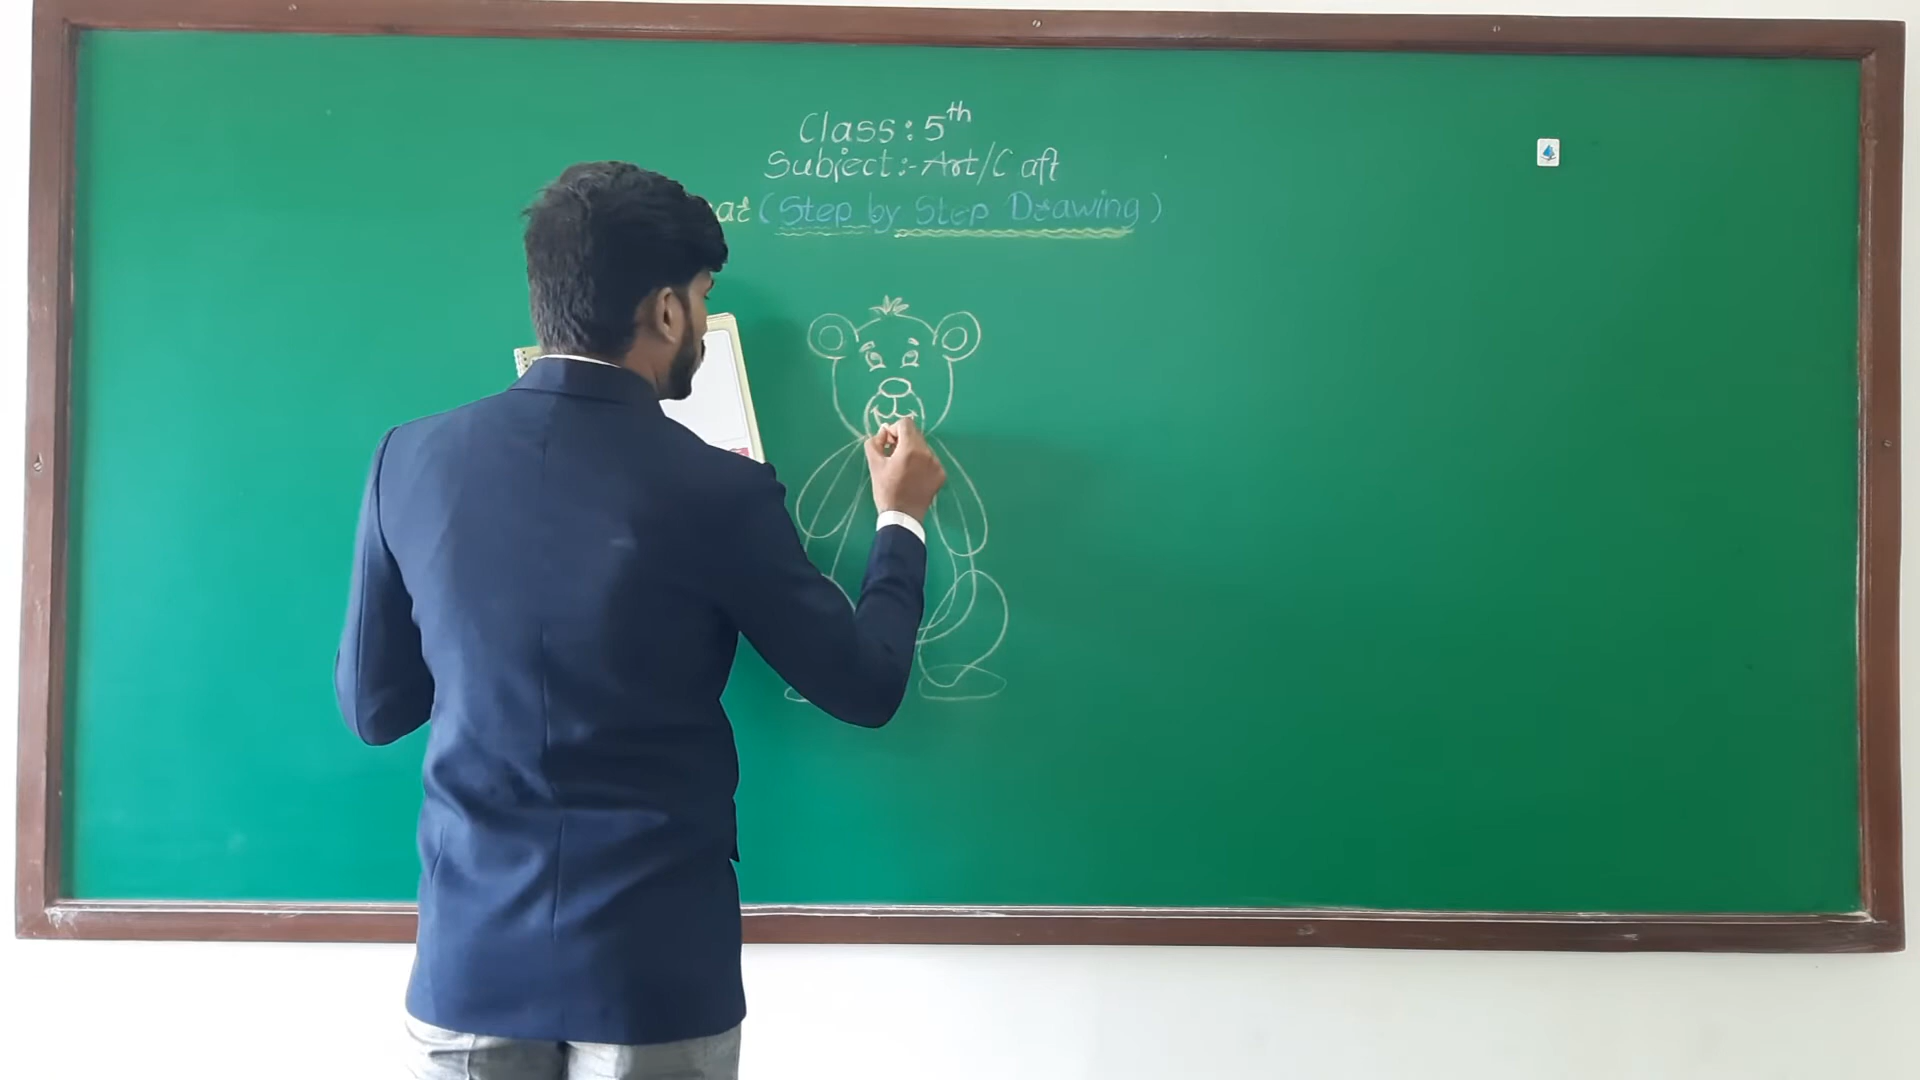 Class: 5th
Subject:- Art/C aft
(Step by Step Drawing)